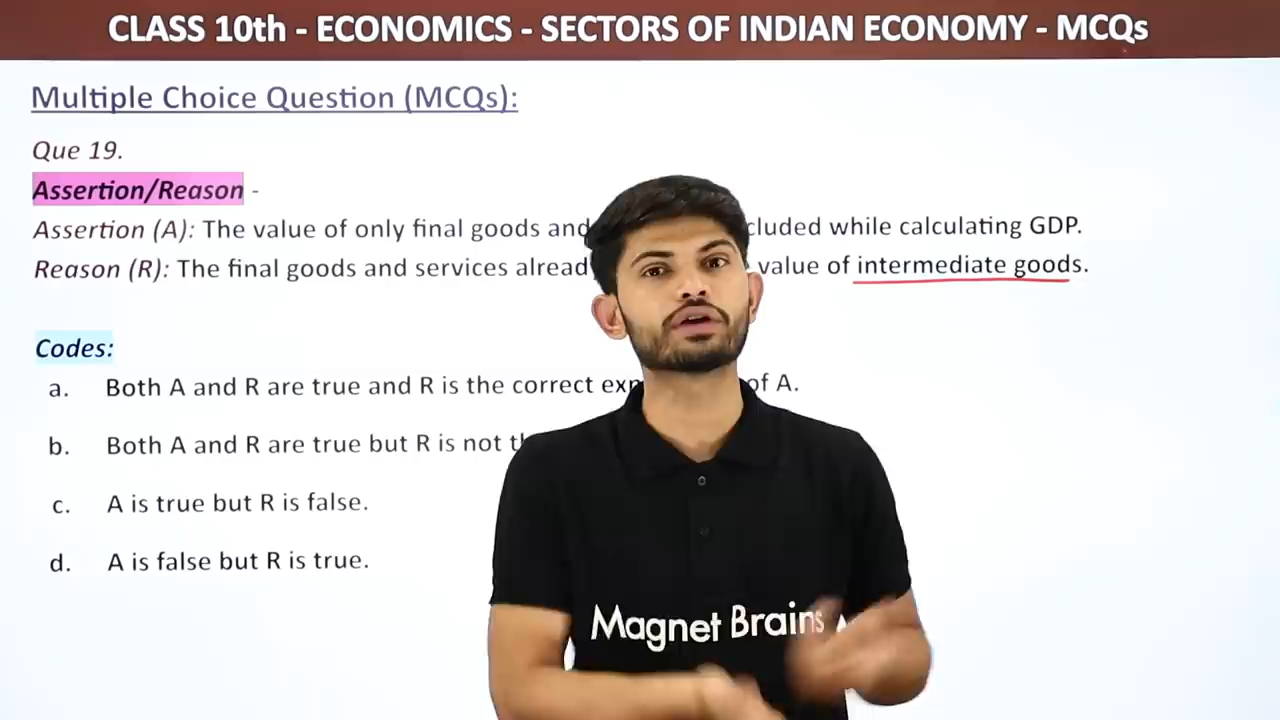 CLASS 10th - ECONOMICS - SECTORS OF INDIAN ECONOMY - MCQs
Multiple Choice Question (MCQs):
Que 19.
Assertion/Reason -
Assertion (A): The value of only final goods and cluded while calculating GDP.
Reason (R): The final goods and services alread value of intermediate goods.
Codes:
a. Both A and R are true and R is the correct exp of A.
b. Both A and R are true but R is not th
c. A is true but R is false.
d. A is false but R is true.
Magnet Brains